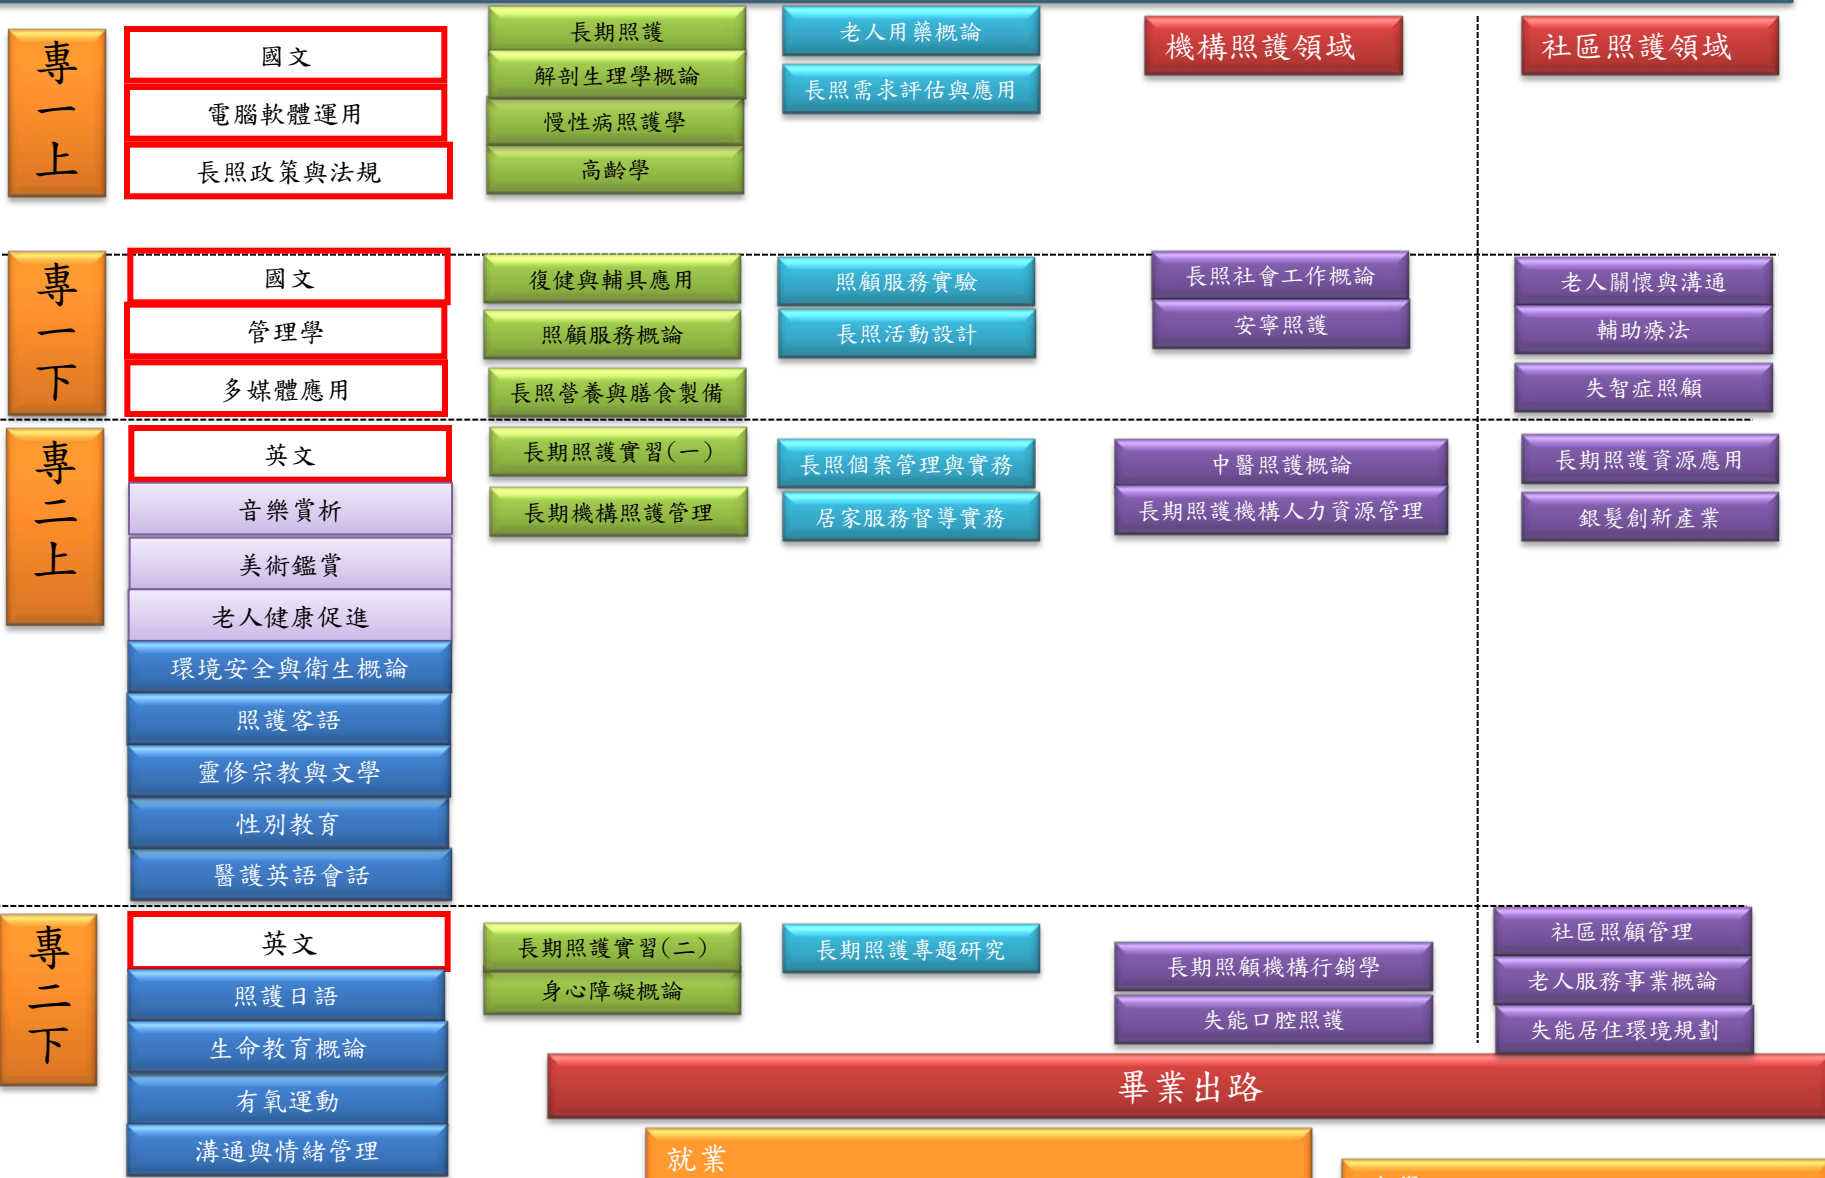 專一上
國文
電腦軟體運用
長照政策與法規
長期照護
解剖生理學概論
慢性病照護學
高齡學
老人用藥概論
長照需求評估與應用
機構照護領域
社區照護領域
專一下
國文
管理學
多媒體應用
復健與輔具應用
照顧服務概論
長照營養與膳食製備
照顧服務實驗
長照活動設計
長照社會工作概論
安寧照護
老人關懷與溝通
輔助療法
失智症照顧
專二上
英文
音樂賞析
美術鑑賞
老人健康促進
環境安全與衛生概論
照護客語
靈修宗教與文學
性別教育
醫護英語會話
長期照護實習(一)
長期機構照護管理
長照個案管理與實務
居家服務督導實務
中醫照護概論
長期照護機構人力資源管理
長期照護資源應用
銀髮創新產業
專二下
英文
照護日語
生命教育概論
有氧運動
溝通與情緒管理
長期照護實習(二)
身心障礙概論
長期照護專題研究
長期照顧機構行銷學
失能口腔照護
社區照顧管理
老人服務事業概論
失能居住環境規劃
畢業出路
就業